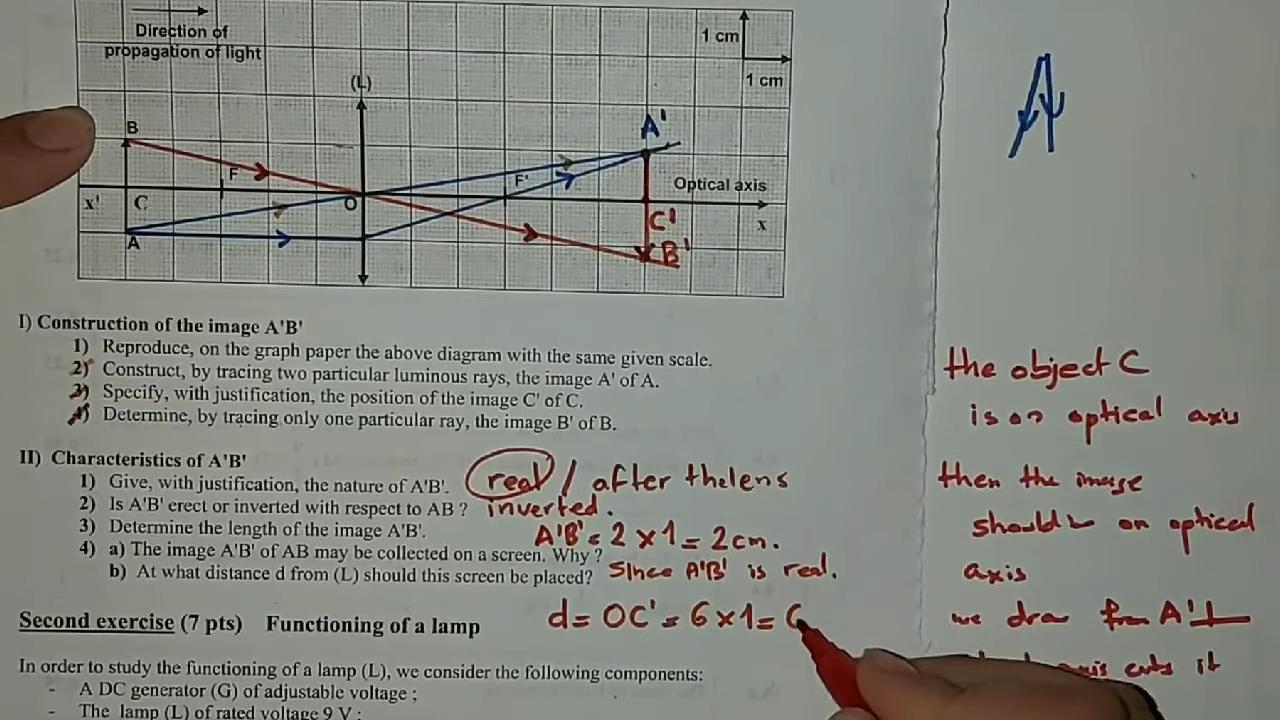 Direction of
propagation of light
(L)
1 cm
1 cm
B
A'
F
F'
Optical axis
x'
C
O
C'
x
A
B'
I) Construction of the image A'B'
1) Reproduce, on the graph paper the above diagram with the same given scale.
2) Construct, by tracing two particular luminous rays, the image A' of A.
3) Specify, with justification, the position of the image C' of C.
4) Determine, by tracing only one particular ray, the image B' of B.
II) Characteristics of A'B'
1) Give, with justification, the nature of A'B'. real / after the lens
2) Is A'B' erect or inverted with respect to AB ? inverted.
3) Determine the length of the image A'B'. A'B' = 2 x 1 = 2 cm.
4) a) The image A'B' of AB may be collected on a screen. Why ?
b) At what distance d from (L) should this screen be placed? Since A'B' is real.
d = OC' = 6 x 1 =
Second exercise (7 pts) Functioning of a lamp
In order to study the functioning of a lamp (L), we consider the following components:
- A DC generator (G) of adjustable voltage ;
- The lamp (L) of rated voltage 9 V ;
the object C
is on optical axis
then the image
should be on optical
axis
we draw from A' ⊥
cuts it